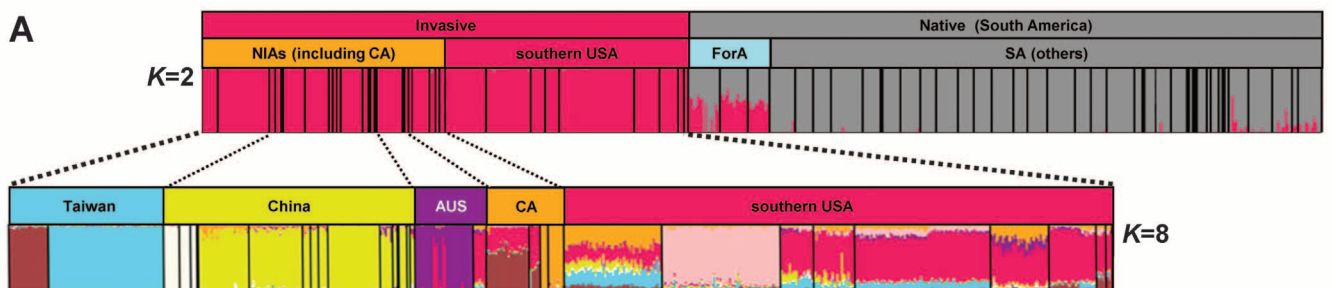 A
Invasive Native (South America)
NIAs (including CA) southern USA ForA SA (others)
K=2
Taiwan China AUS CA southern USA
K=8